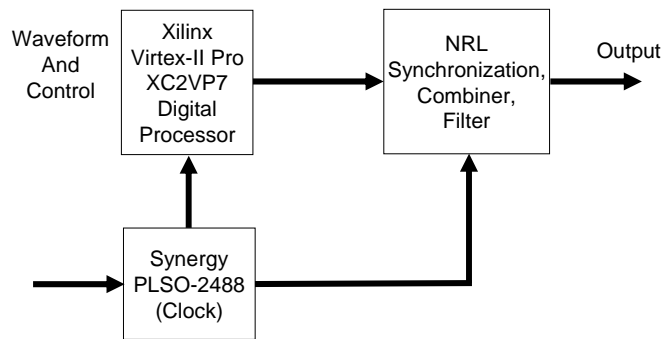 Waveform
And
Control
Xilinx
Virtex-II Pro
XC2VP7
Digital
Processor
NRL
Synchronization,
Combiner,
Filter
Output
Synergy
PLSO-2488
(Clock)